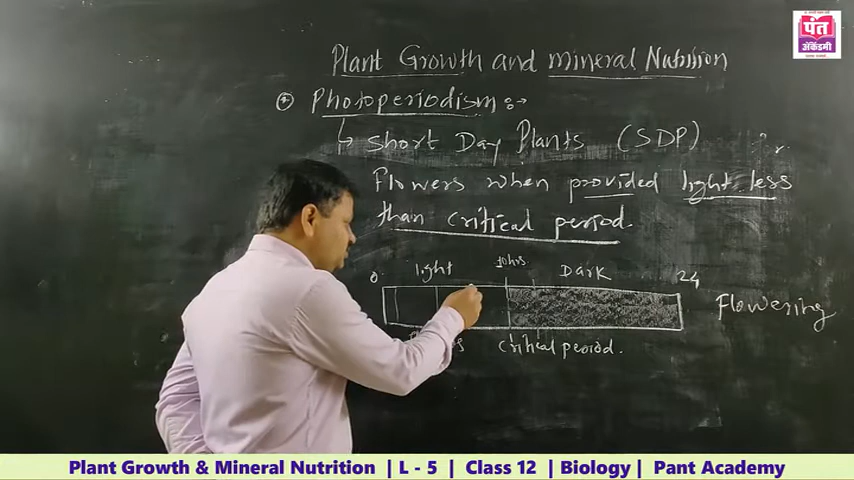 पंत
अॅकॅडमी
Plant Growth and mineral Nutrition
Photoperiodism :→
Short Day Plants (SDP)
Flowers when provided light less
than critical period.
0 light 10hrs. Dark 24
Flowering
critical period.
Plant Growth & Mineral Nutrition | L - 5 | Class 12 | Biology | Pant Academy